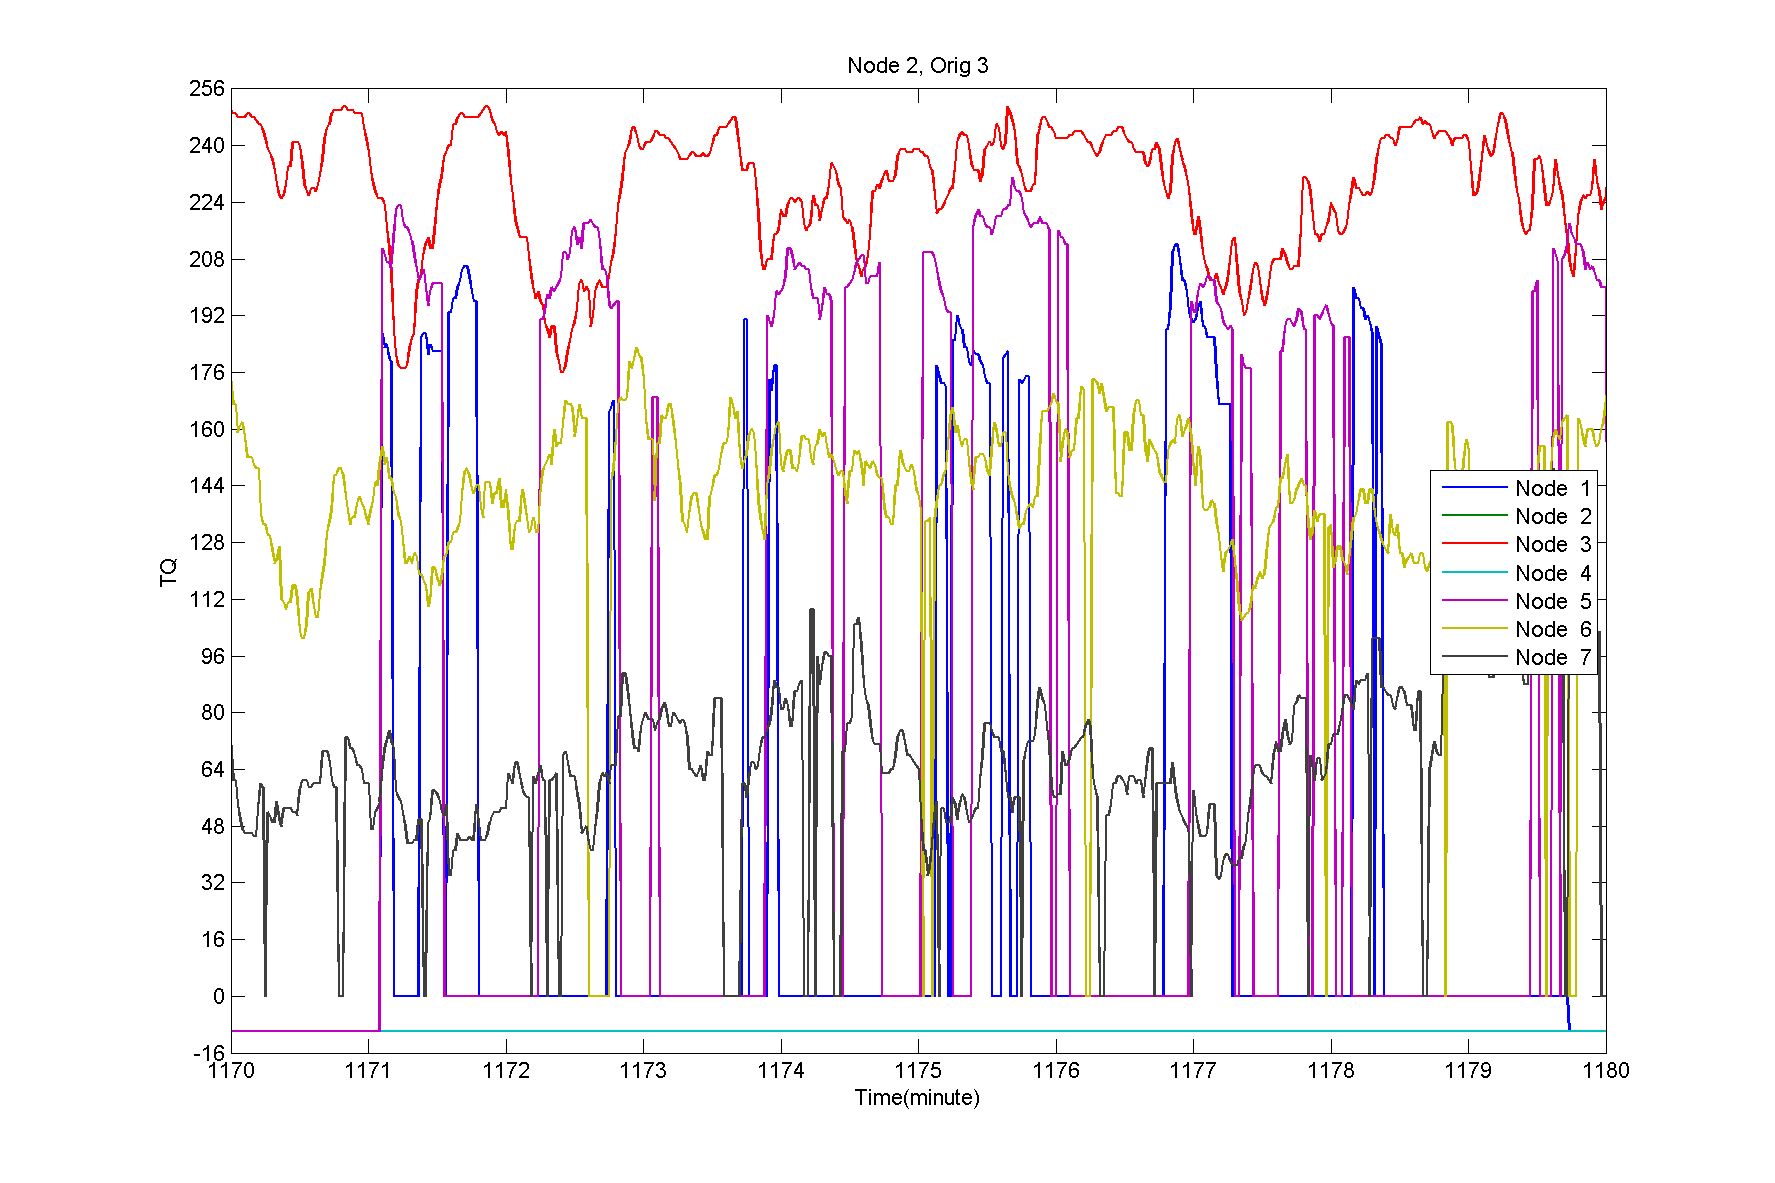 Node 2, Orig 3
256
240
224
208
192
176
160
144
128
112
96
80
64
48
32
16
0
-16
TQ
Node 1
Node 2
Node 3
Node 4
Node 5
Node 6
Node 7
1170 1171 1172 1173 1174 1175 1176 1177 1178 1179 1180
Time(minute)